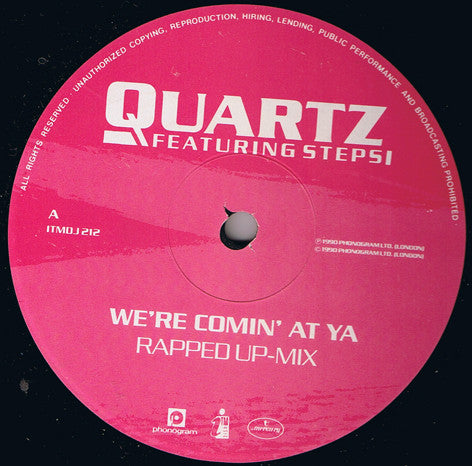 ALL RIGHTS RESERVED · UNAUTHORIZED COPYING, REPRODUCTION, HIRING, LENDING, PUBLIC PERFORMANCE AND BROADCASTING PROHIBITED ·
QUARTZ
FEATURING STEPSI
A
ITMDJ 212
℗ 1990 PHONOGRAM LTD. (LONDON)
© 1990 PHONOGRAM LTD. (LONDON)
WE'RE COMIN' AT YA
RAPPED UP-MIX
phonogram
mercury